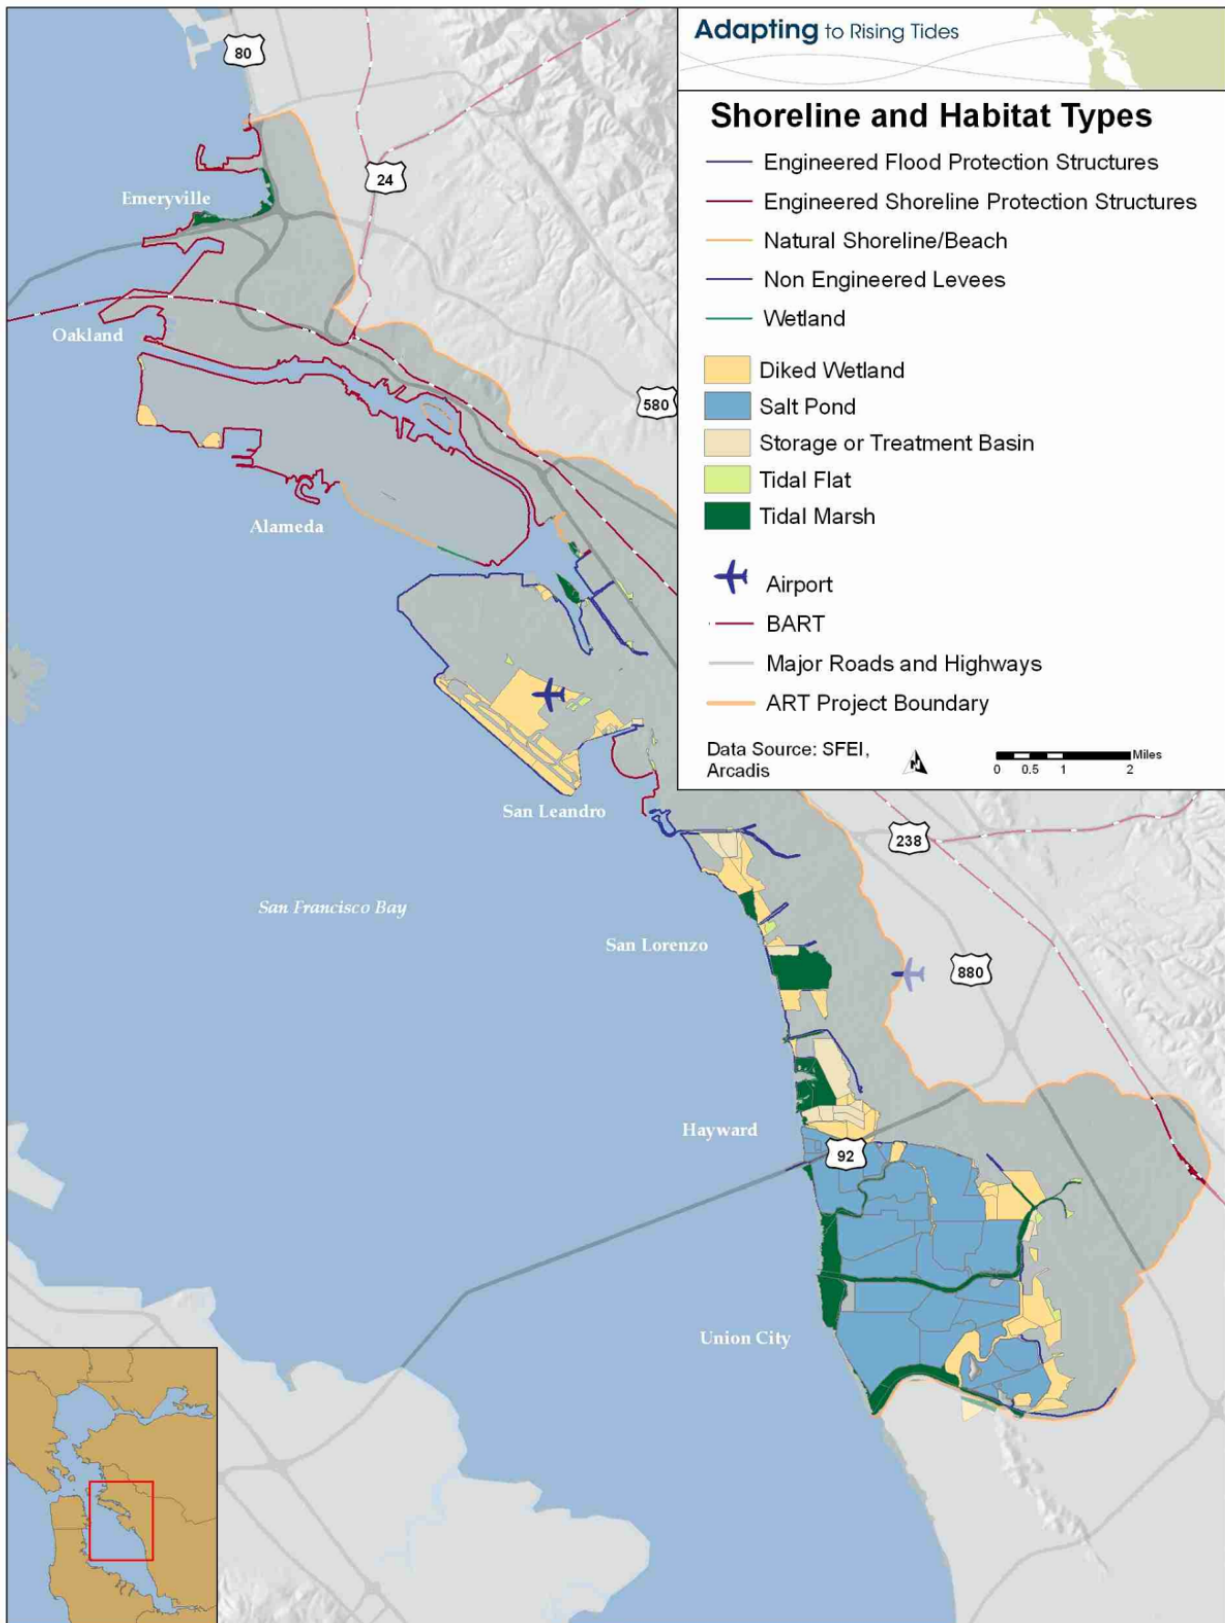 Adapting to Rising Tides
Shoreline and Habitat Types
Engineered Flood Protection Structures
Engineered Shoreline Protection Structures
Natural Shoreline/Beach
Non Engineered Levees
Wetland
Diked Wetland
Salt Pond
Storage or Treatment Basin
Tidal Flat
Tidal Marsh
Airport
BART
Major Roads and Highways
ART Project Boundary
Data Source: SFEI,
Arcadis
N
Miles
0 0.5 1 2
80
24
Emeryville
Oakland
580
Alameda
San Leandro
238
San Francisco Bay
San Lorenzo
880
Hayward
92
Union City